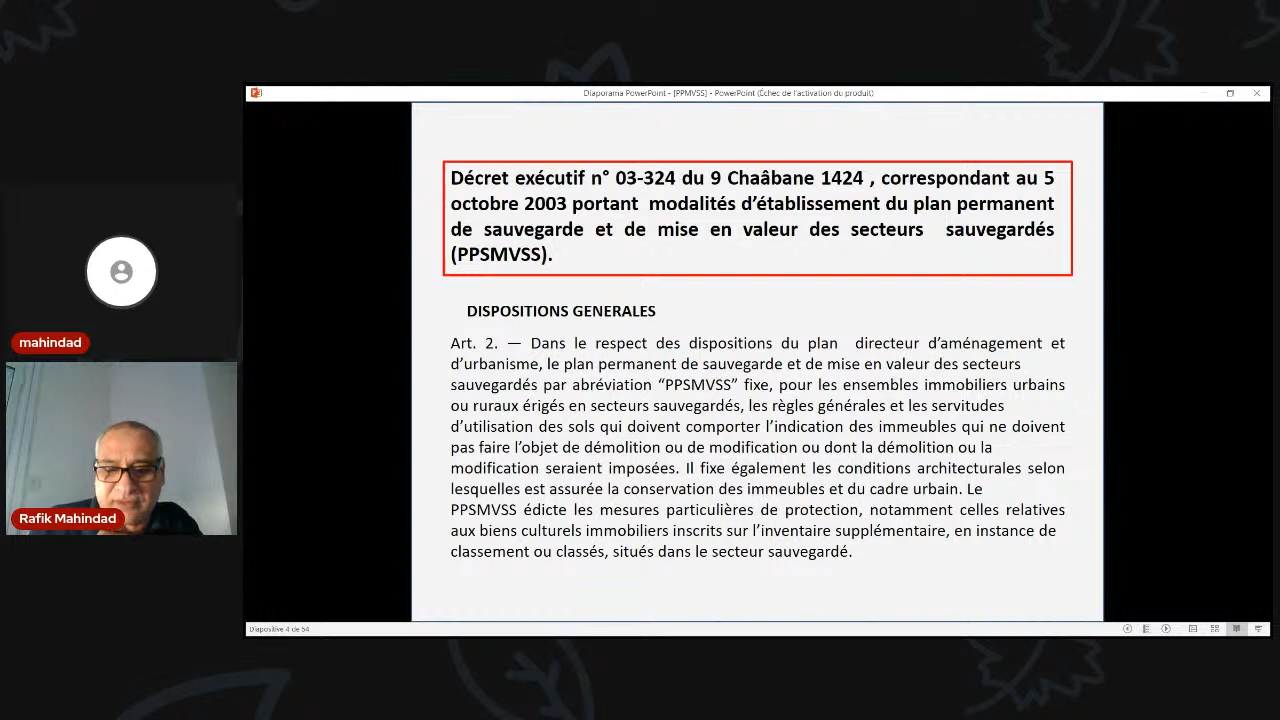 Diaporama PowerPoint - [PPMVSS] - PowerPoint (Échec de l'activation du produit)
Décret exécutif n° 03-324 du 9 Chaâbane 1424 , correspondant au 5
octobre 2003 portant modalités d'établissement du plan permanent
de sauvegarde et de mise en valeur des secteurs sauvegardés
(PPSMVSS).
DISPOSITIONS GENERALES
Art. 2. — Dans le respect des dispositions du plan directeur d'aménagement et
d'urbanisme, le plan permanent de sauvegarde et de mise en valeur des secteurs
sauvegardés par abréviation “PPSMVSS” fixe, pour les ensembles immobiliers urbains
ou ruraux érigés en secteurs sauvegardés, les règles générales et les servitudes
d'utilisation des sols qui doivent comporter l'indication des immeubles qui ne doivent
pas faire l'objet de démolition ou de modification ou dont la démolition ou la
modification seraient imposées. Il fixe également les conditions architecturales selon
lesquelles est assurée la conservation des immeubles et du cadre urbain. Le
PPSMVSS édicte les mesures particulières de protection, notamment celles relatives
aux biens culturels immobiliers inscrits sur l'inventaire supplémentaire, en instance de
classement ou classés, situés dans le secteur sauvegardé.
mahindad
Rafik Mahindad
Diapositive 4 de 54